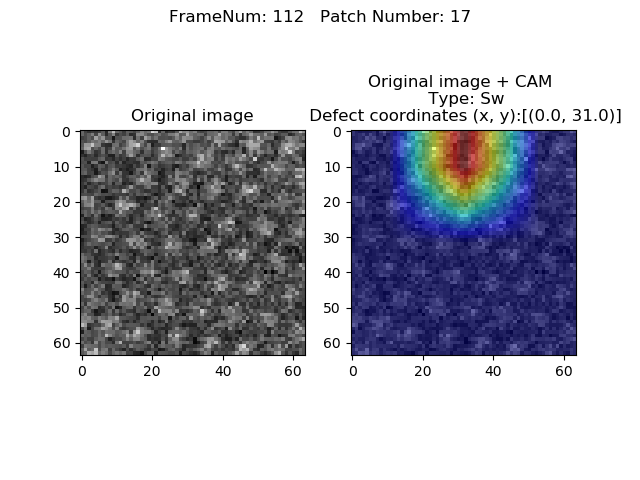 FrameNum: 112   Patch Number: 17
Original image
0
10
20
30
40
50
60
0 20 40 60
Original image + CAM
Type: Sw
Defect coordinates (x, y):[(0.0, 31.0)]
0
10
20
30
40
50
60
0 20 40 60